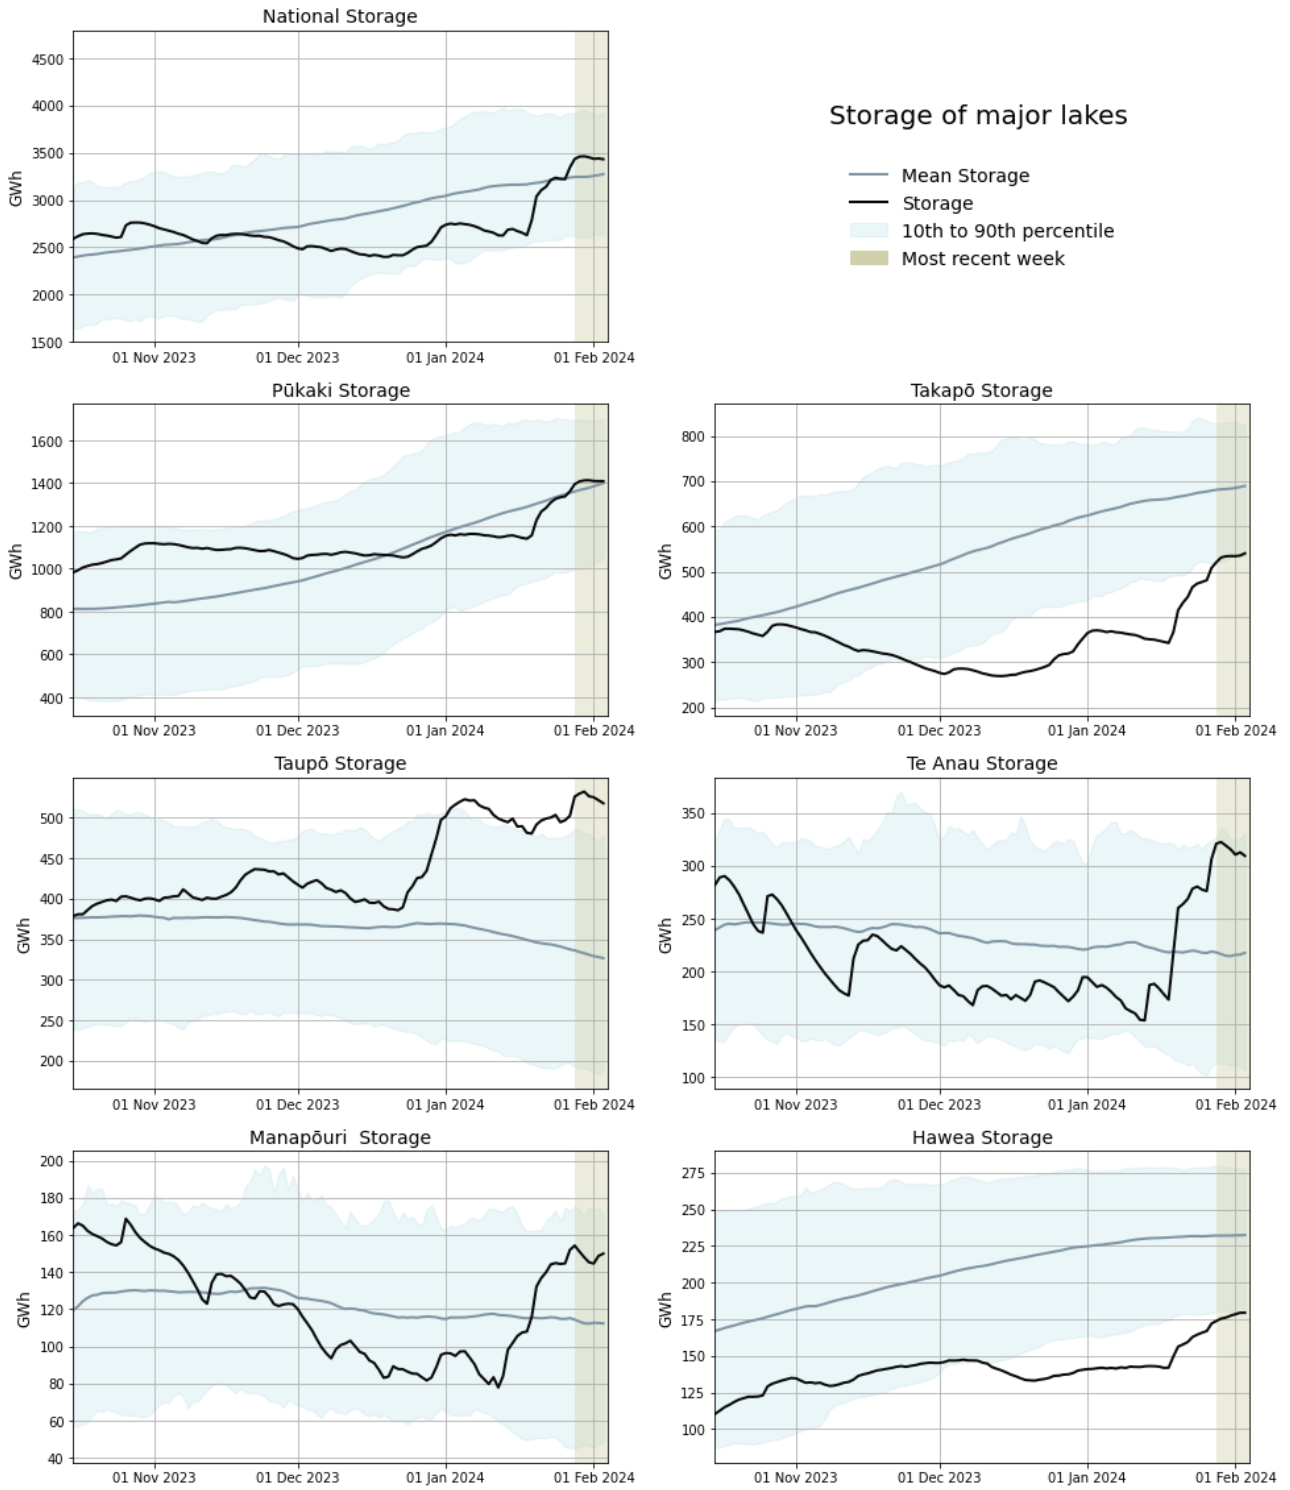 National Storage
4500
4000
3500
3000
2500
2000
1500
GWh
01 Nov 2023 01 Dec 2023 01 Jan 2024 01 Feb 2024
Storage of major lakes
Mean Storage
Storage
10th to 90th percentile
Most recent week
Pūkaki Storage
1600
1400
1200
1000
800
600
400
GWh
01 Nov 2023 01 Dec 2023 01 Jan 2024 01 Feb 2024
Takapō Storage
800
700
600
500
400
300
200
GWh
01 Nov 2023 01 Dec 2023 01 Jan 2024 01 Feb 2024
Taupō Storage
500
450
400
350
300
250
200
GWh
01 Nov 2023 01 Dec 2023 01 Jan 2024 01 Feb 2024
Te Anau Storage
350
300
250
200
150
100
GWh
01 Nov 2023 01 Dec 2023 01 Jan 2024 01 Feb 2024
Manapōuri  Storage
200
180
160
140
120
100
80
60
40
GWh
01 Nov 2023 01 Dec 2023 01 Jan 2024 01 Feb 2024
Hawea Storage
275
250
225
200
175
150
125
100
GWh
01 Nov 2023 01 Dec 2023 01 Jan 2024 01 Feb 2024